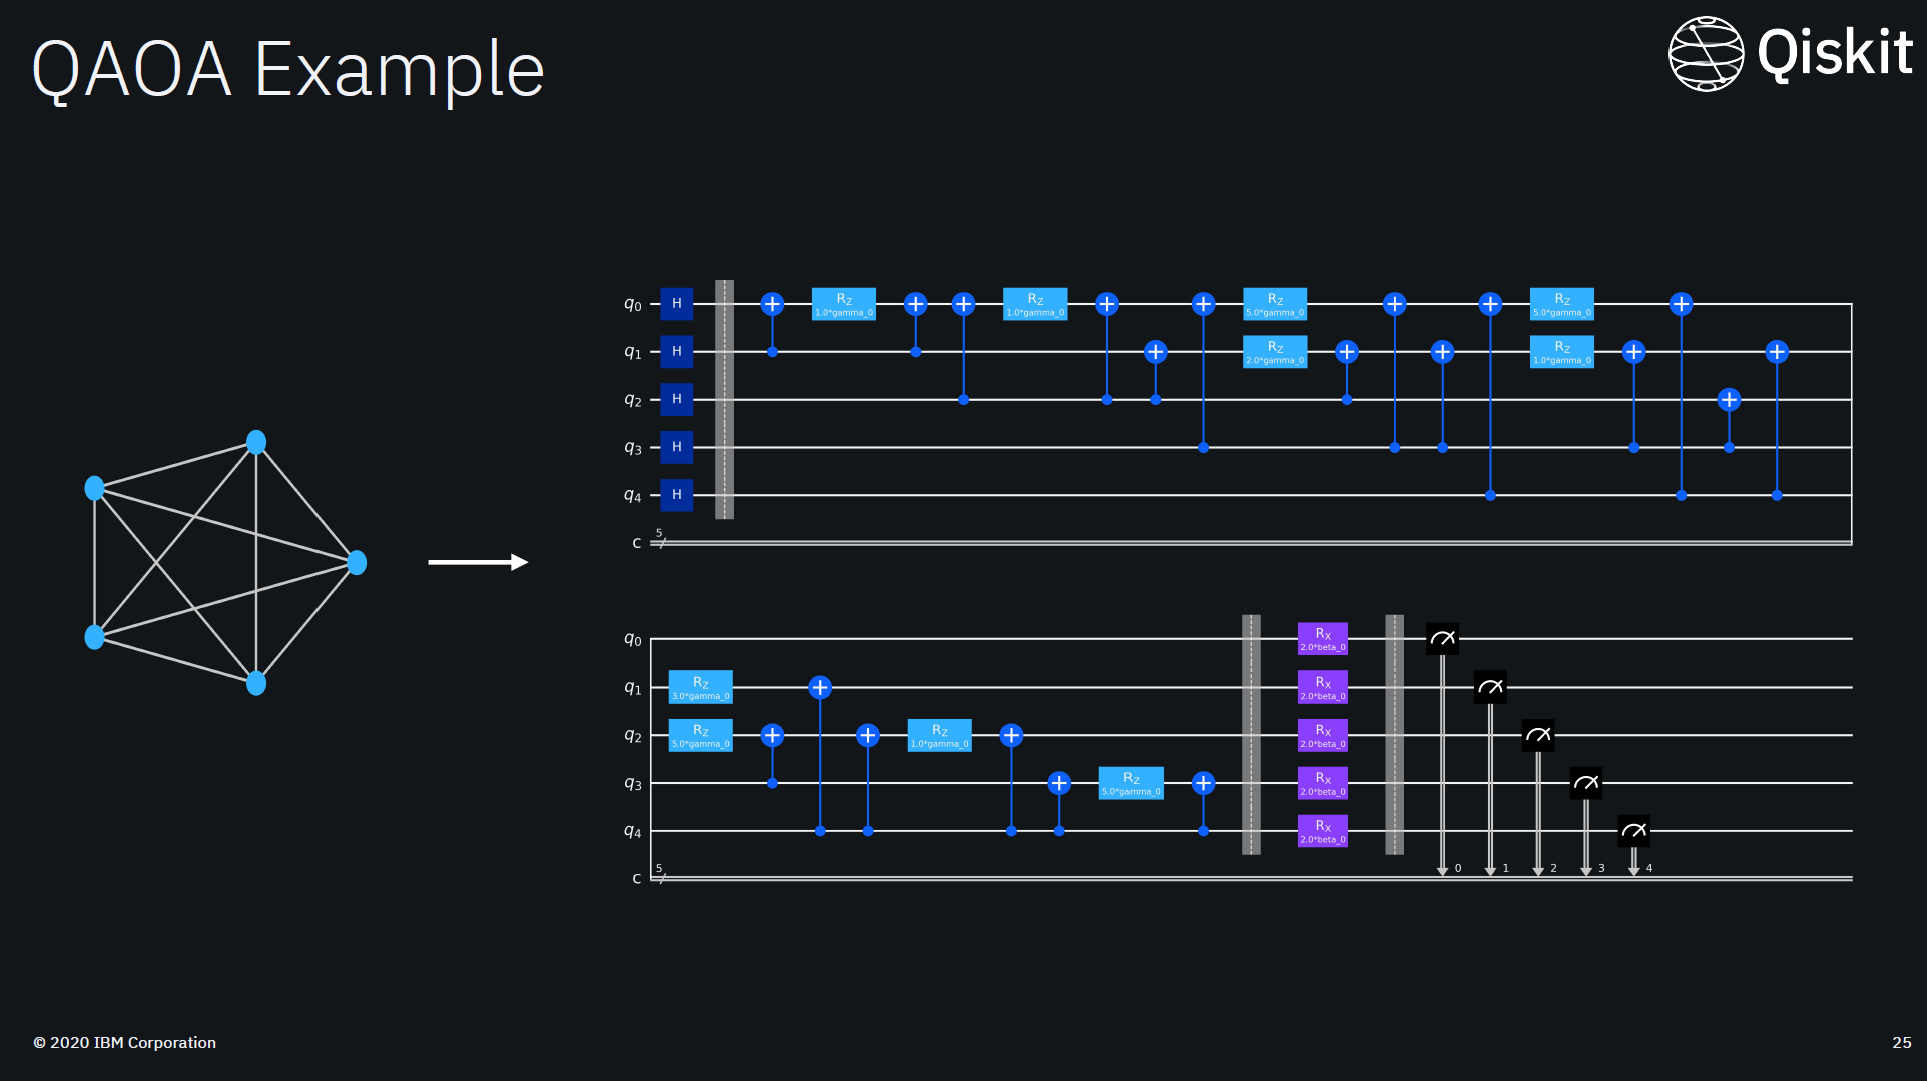 QAOA Example
Qiskit
q0 H RZ 1.0*gamma_0 RZ 1.0*gamma_0 RZ 5.0*gamma_0 RZ 5.0*gamma_0
q1 H RZ 2.0*gamma_0 RZ 1.0*gamma_0
q2 H
q3 H
q4 H
c 5
q0 RX 2.0*beta_0
q1 RZ 3.0*gamma_0 RX 2.0*beta_0
q2 RZ 5.0*gamma_0 RZ 1.0*gamma_0 RX 2.0*beta_0
q3 RZ 5.0*gamma_0 RX 2.0*beta_0
q4 RX 2.0*beta_0
c 5 0 1 2 3 4
© 2020 IBM Corporation
25